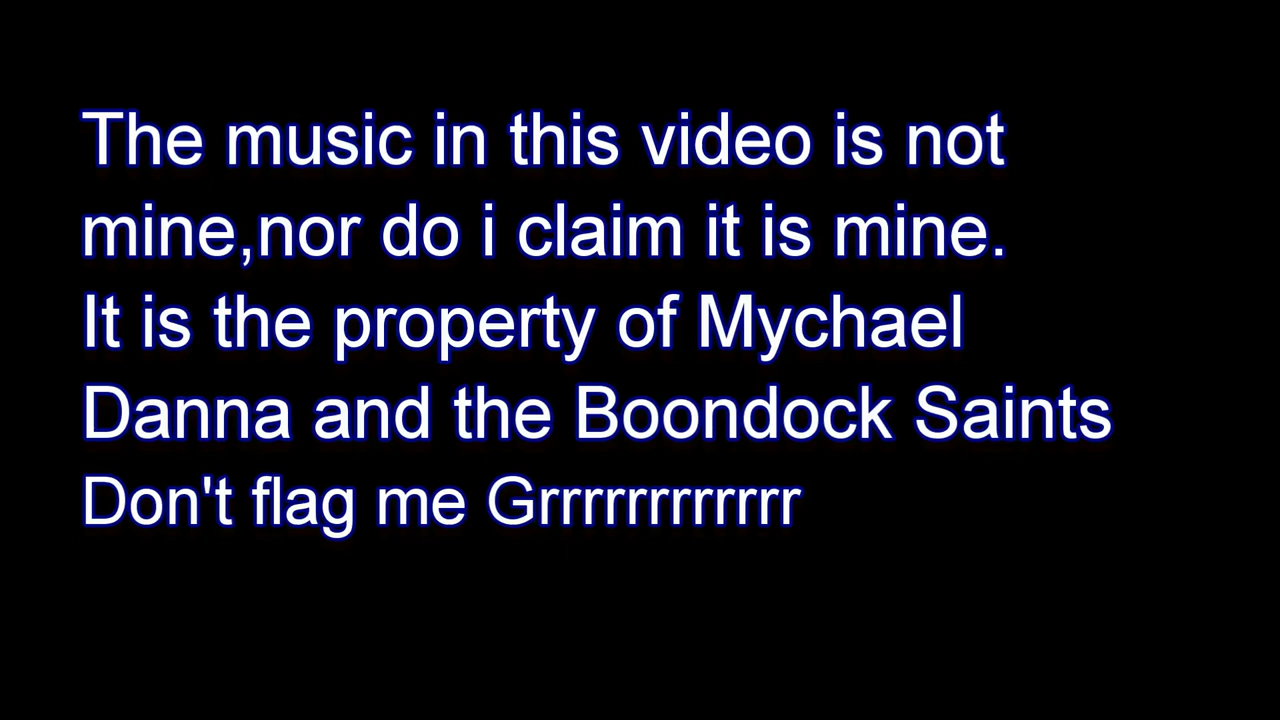 The music in this video is not
mine,nor do i claim it is mine.
It is the property of Mychael
Danna and the Boondock Saints
Don't flag me Grrrrrrrrrrrr